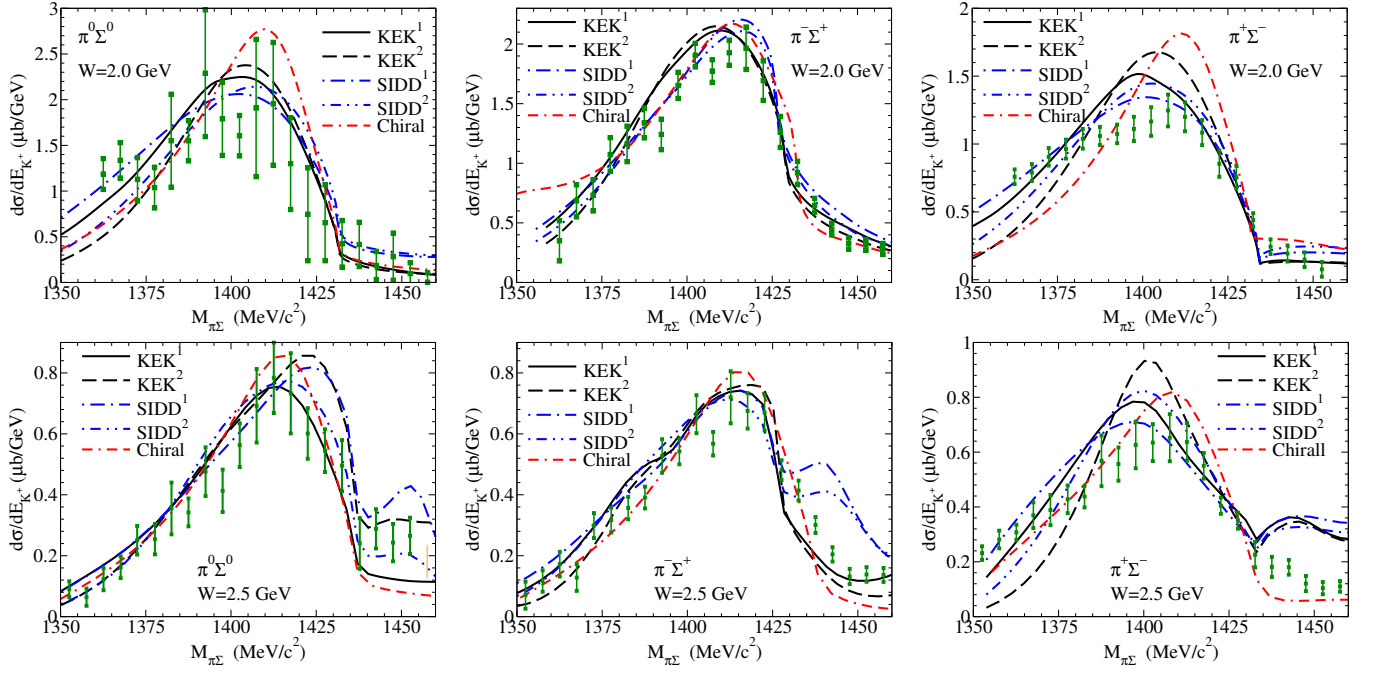 π⁰Σ⁰
W=2.0 GeV
KEK¹
KEK²
SIDD¹
SIDD²
Chiral
dσ/dE_K⁺ (μb/GeV)
0
0.5
1
1.5
2
2.5
3
1350
1375
1400
1425
1450
M_πΣ (MeV/c²)
π⁻Σ⁺
W=2.0 GeV
KEK¹
KEK²
SIDD¹
SIDD²
Chiral
dσ/dE_K⁺ (μb/GeV)
0
0.5
1
1.5
2
1350
1375
1400
1425
1450
M_πΣ (MeV/c²)
π⁺Σ⁻
W=2.0 GeV
KEK¹
KEK²
SIDD¹
SIDD²
Chiral
dσ/dE_K⁺ (μb/GeV)
0
0.5
1
1.5
2
1350
1375
1400
1425
1450
M_πΣ (MeV/c²)
KEK¹
KEK²
SIDD¹
SIDD²
Chiral
π⁰Σ⁰
W=2.5 GeV
dσ/dE_K⁺ (μb/GeV)
0
0.2
0.4
0.6
0.8
1350
1375
1400
1425
1450
M_πΣ (MeV/c²)
KEK¹
KEK²
SIDD¹
SIDD²
Chiral
π⁻Σ⁺
W=2.5 GeV
dσ/dE_K⁺ (μb/GeV)
0
0.2
0.4
0.6
0.8
1350
1375
1400
1425
1450
M_πΣ (MeV/c²)
KEK¹
KEK²
SIDD¹
SIDD²
Chirall
π⁺Σ⁻
W=2.5 GeV
dσ/dE_K⁺ (μb/GeV)
0
0.2
0.4
0.6
0.8
1
1350
1375
1400
1425
1450
M_πΣ (MeV/c²)